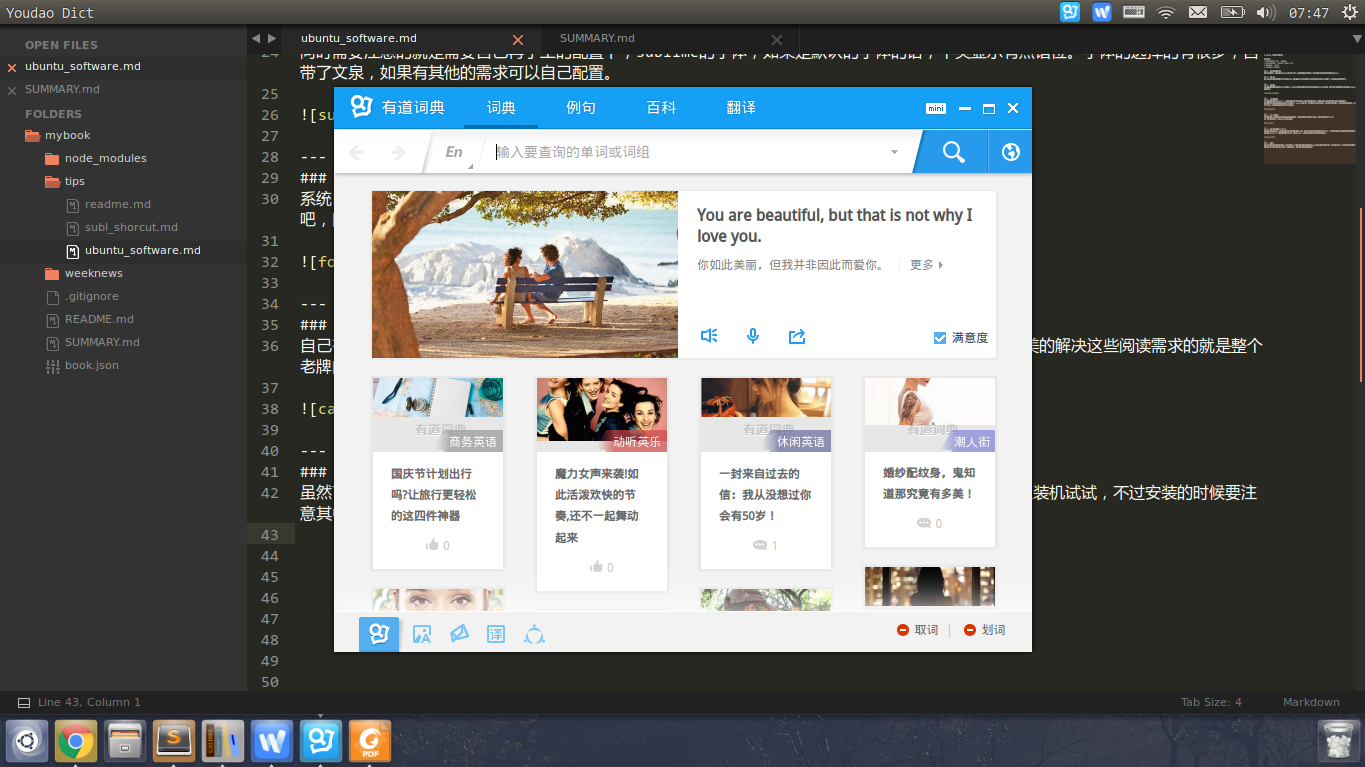 Youdao Dict
07:47
OPEN FILES
ubuntu_software.md
SUMMARY.md
FOLDERS
mybook
node_modules
tips
readme.md
subl_shorcut.md
ubuntu_software.md
weeknews
.gitignore
README.md
SUMMARY.md
book.json
ubuntu_software.md
SUMMARY.md
24
带了文泉，如果有其他的需求可以自己配置。
25
26 ![su
27
28 ---
29 ###
30 系统
吧，
31
32 ![fo
33
34 ---
35 ###
36 自己
美的解决这些阅读需求的就是整个
老牌
37
38 ![ca
39
40 ---
41 ###
42 虽然
装机试试，不过安装的时候要注
意其
43
44
45
46
47
48
49
50
有道词典
词典
例句
百科
翻译
mini
En
输入要查询的单词或词组
You are beautiful, but that is not why I
love you.
你如此美丽，但我并非因此而爱你。
更多
满意度
有道词典
商务英语
国庆节计划出行
吗?让旅行更轻松
的这四件神器
0
动听英乐
魔力女声来袭!如
此活泼欢快的节
奏,还不一起舞动
起来
0
有道词典
休闲英语
一封来自过去的
信：我从没想过你
会有50岁！
1
有道词典
潮人街
婚纱配纹身，鬼知
道那究竟有多美！
0
译
取词
划词
Line 43, Column 1
Tab Size: 4
Markdown
PDF